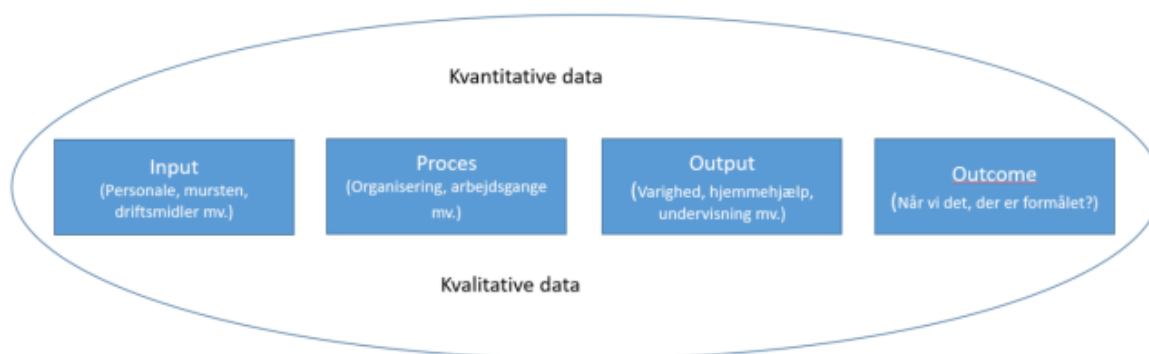 Kvantitative data
Input
(Personale, mursten,
driftsmidler mv.)
Proces
(Organisering, arbejdsgange
mv.)
Output
(Varighed, hjemmehjælp,
undervisning mv.)
Outcome
(Når vi det, der er formålet?)
Kvalitative data